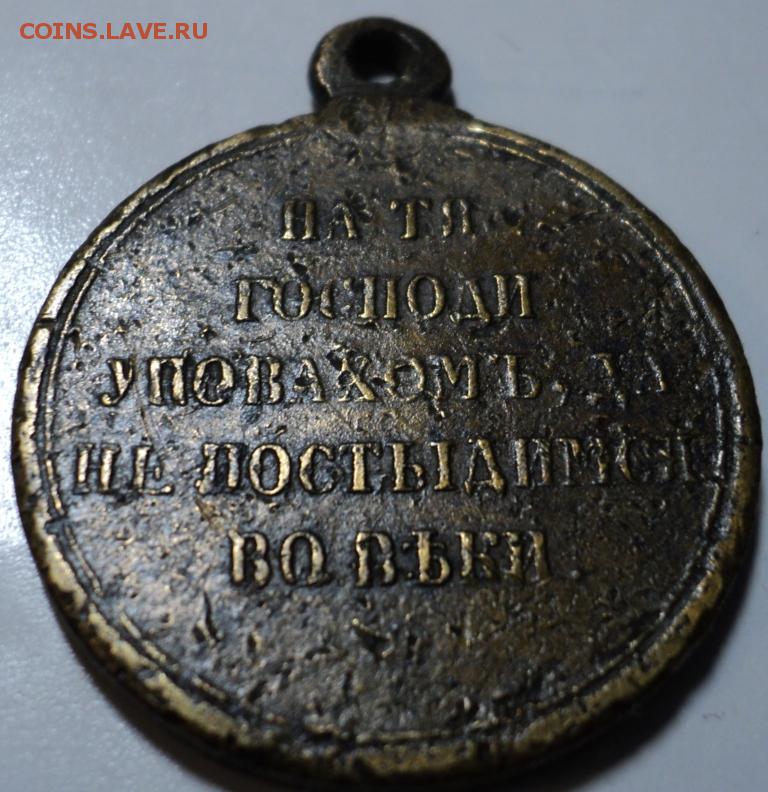 COINS.LAVE.RU
НА ТЯ
ГОСПОДИ
УПОВАХОМЪ, ДА
НЕ ПОСТЫДИМСЯ
ВО ВѢКИ.